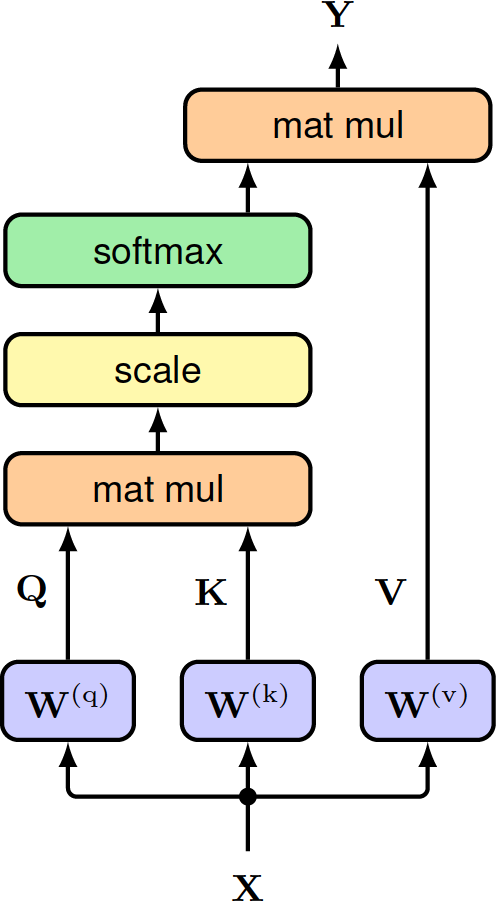 Y
mat mul
softmax
scale
mat mul
Q K V
W^(q) W^(k) W^(v)
X